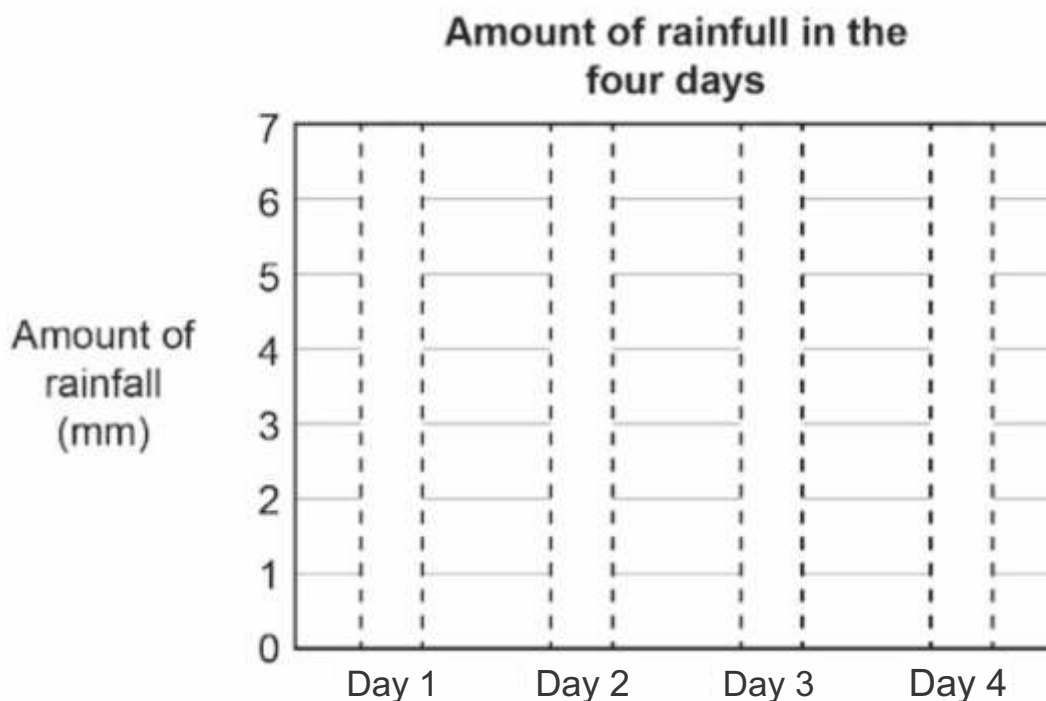 Amount of rainfull in the
four days
7
6
5
4
3
2
1
0
Amount of
rainfall
(mm)
Day 1 Day 2 Day 3 Day 4